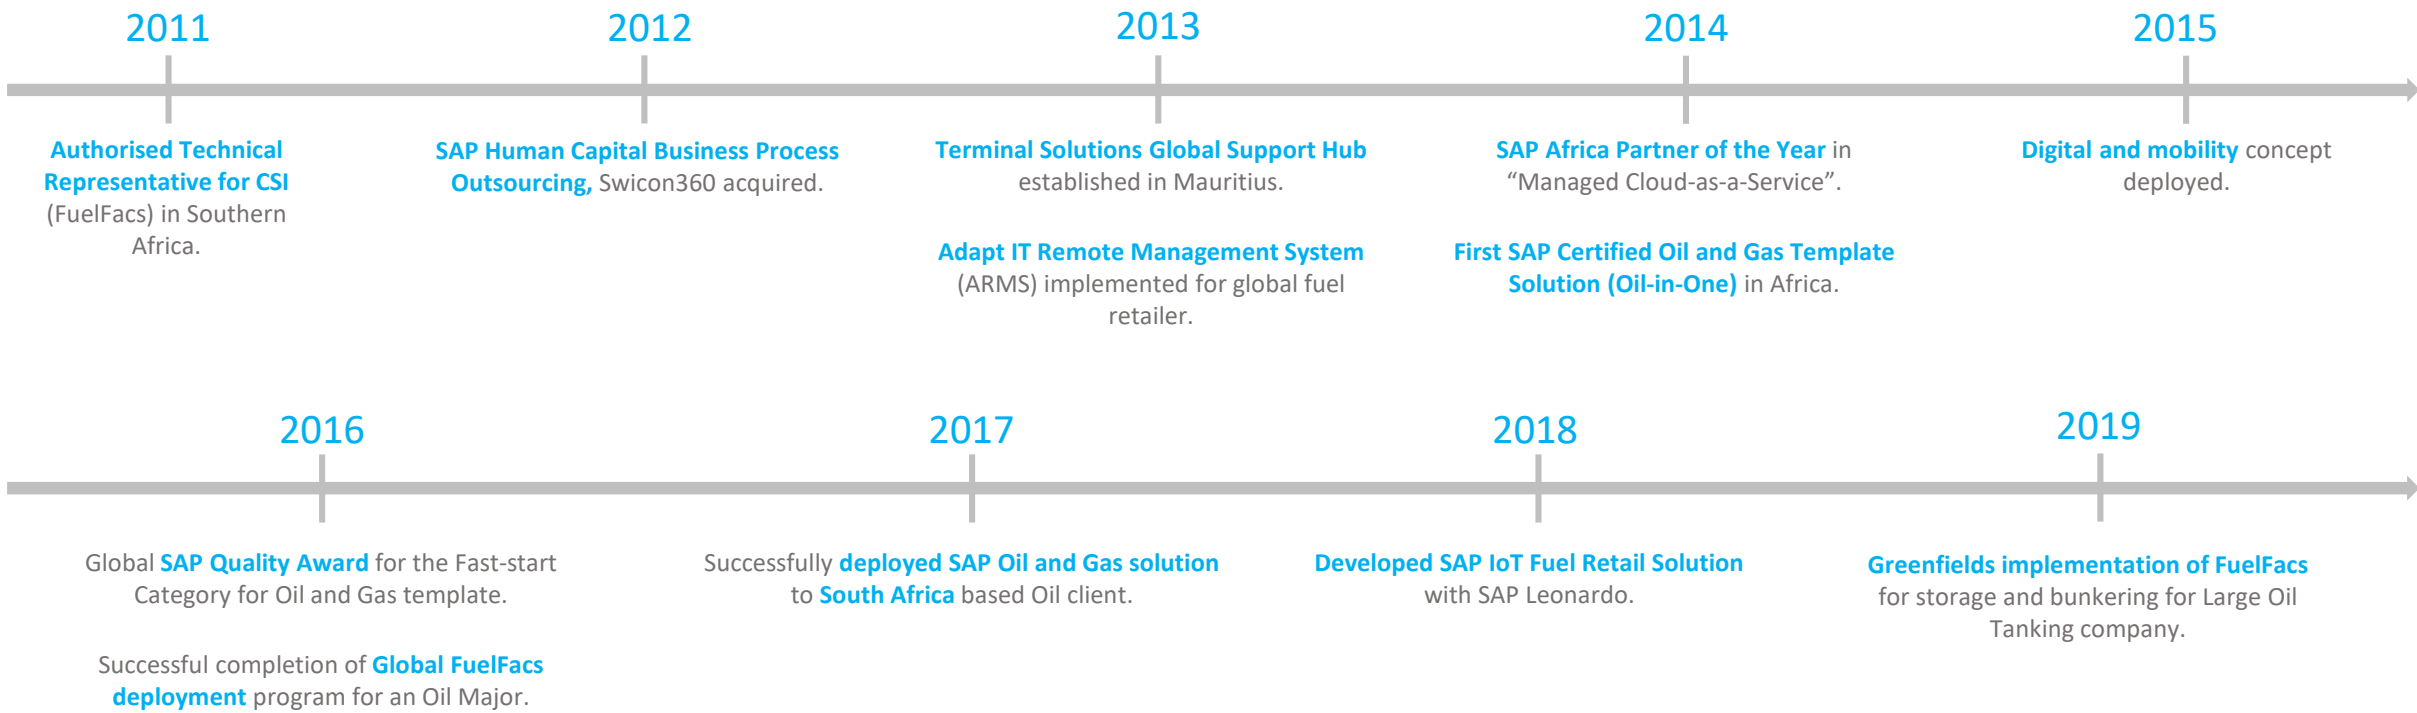 2011
2012
2013
2014
2015
Authorised Technical
Representative for CSI
(FuelFacs) in Southern
Africa.
SAP Human Capital Business Process
Outsourcing, Swicon360 acquired.
Terminal Solutions Global Support Hub
established in Mauritius.
Adapt IT Remote Management System
(ARMS) implemented for global fuel
retailer.
SAP Africa Partner of the Year in
“Managed Cloud-as-a-Service”.
First SAP Certified Oil and Gas Template
Solution (Oil-in-One) in Africa.
Digital and mobility concept
deployed.
2016
2017
2018
2019
Global SAP Quality Award for the Fast-start
Category for Oil and Gas template.
Successful completion of Global FuelFacs
deployment program for an Oil Major.
Successfully deployed SAP Oil and Gas solution
to South Africa based Oil client.
Developed SAP IoT Fuel Retail Solution
with SAP Leonardo.
Greenfields implementation of FuelFacs
for storage and bunkering for Large Oil
Tanking company.